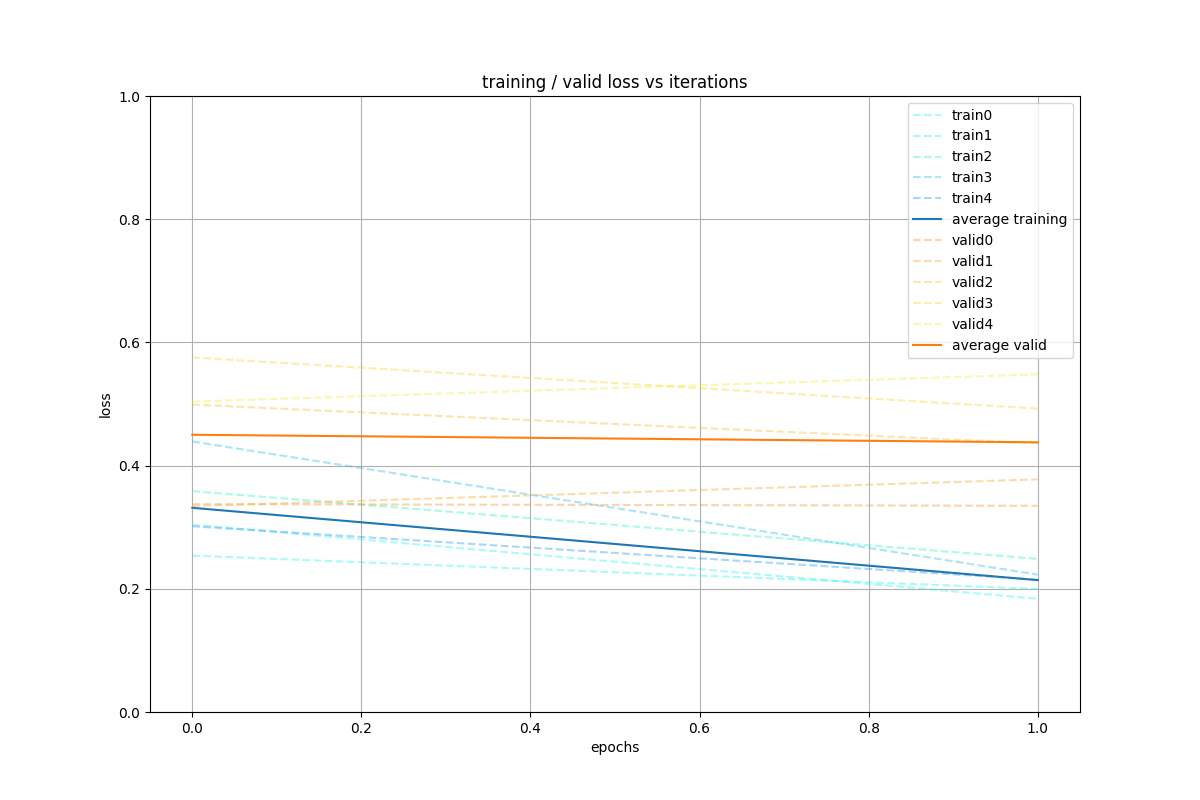 training / valid loss vs iterations
1.0
0.8
0.6
0.4
0.2
0.0
loss
train0
train1
train2
train3
train4
average training
valid0
valid1
valid2
valid3
valid4
average valid
0.0 0.2 0.4 0.6 0.8 1.0
epochs